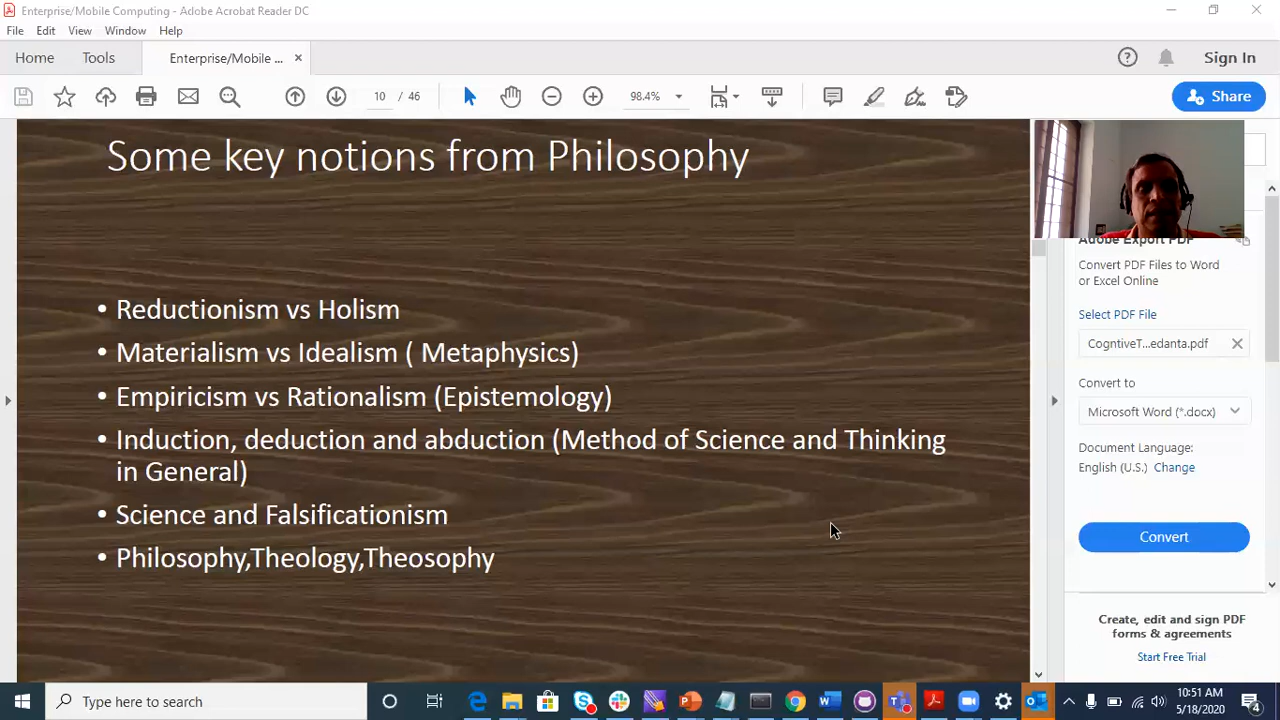 Enterprise/Mobile Computing - Adobe Acrobat Reader DC
File Edit View Window Help
Home Tools Enterprise/Mobile ... × Sign In
10 / 46 98.4% Share
Some key notions from Philosophy
• Reductionism vs Holism
• Materialism vs Idealism ( Metaphysics)
• Empiricism vs Rationalism (Epistemology)
• Induction, deduction and abduction (Method of Science and Thinking
in General)
• Science and Falsificationism
• Philosophy,Theology,Theosophy
Adobe Export PDF
Convert PDF Files to Word
or Excel Online
Select PDF File
CogntiveT...edanta.pdf
Convert to
Microsoft Word (*.docx)
Document Language:
English (U.S.) Change
Convert
Create, edit and sign PDF
forms & agreements
Start Free Trial
Type here to search
10:51 AM
5/18/2020
4